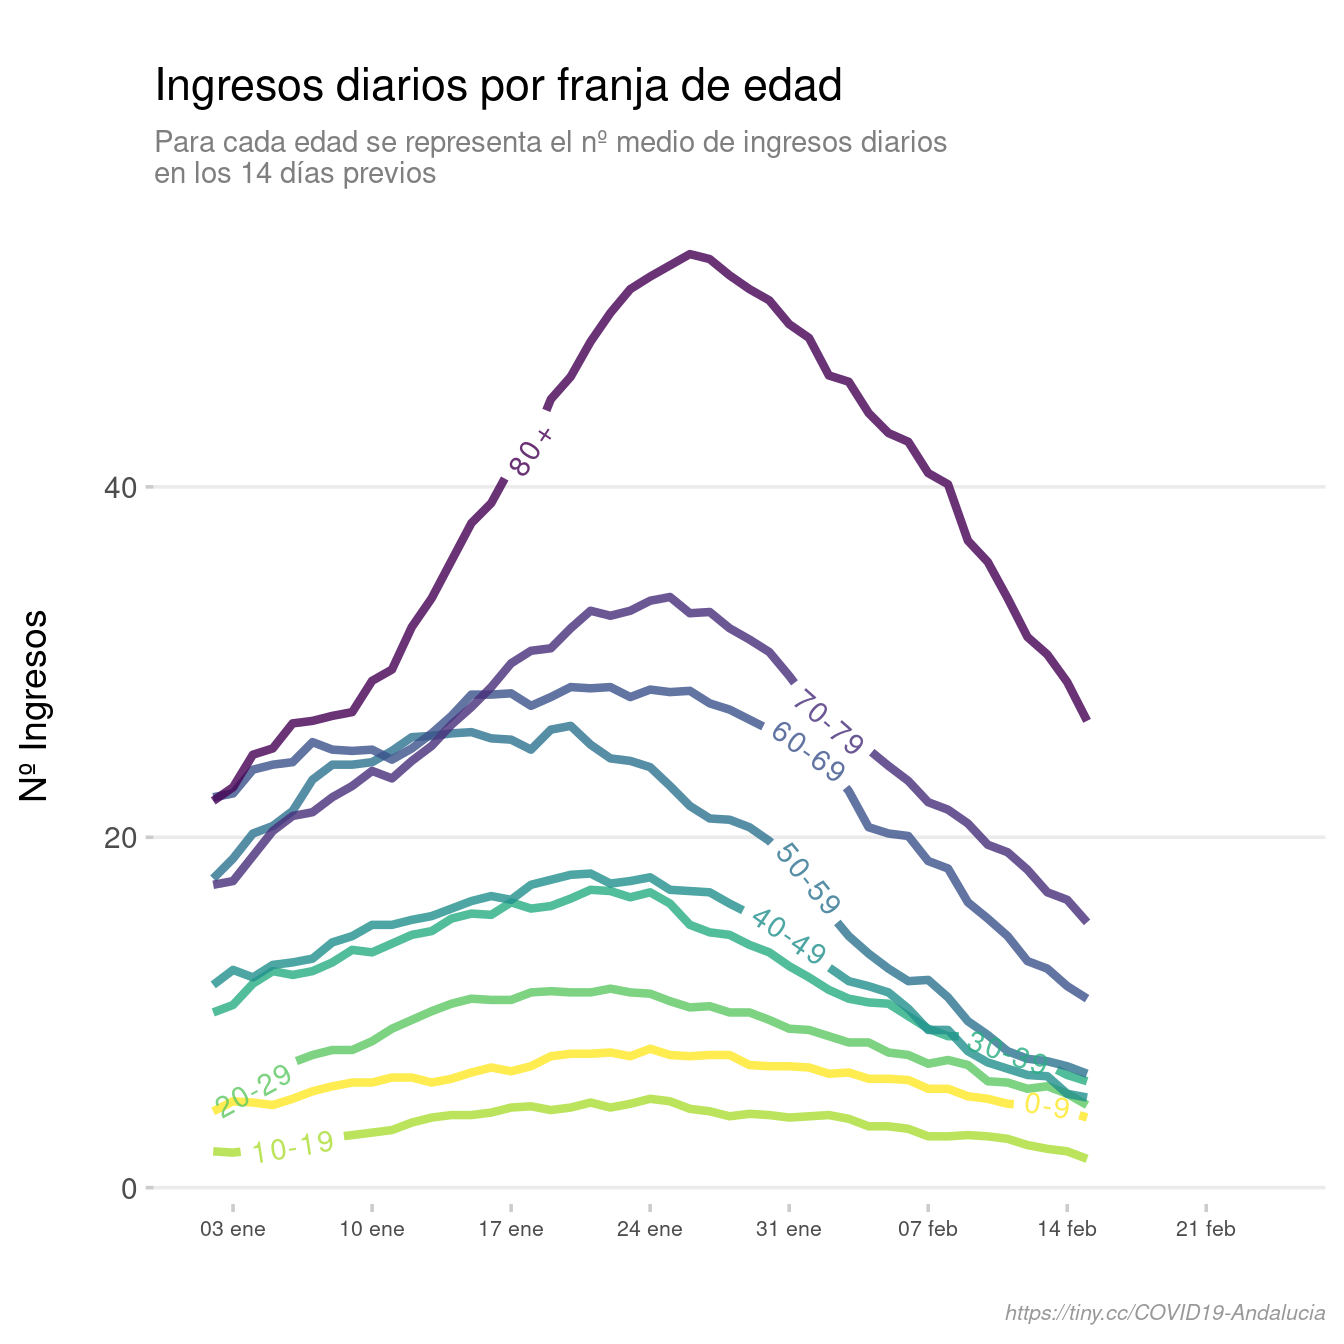 Ingresos diarios por franja de edad
Para cada edad se representa el nº medio de ingresos diarios
en los 14 días previos
Nº Ingresos
40
20
0
80+
70-79
60-69
50-59
40-49
30-39
20-29
0-9
10-19
03 ene
10 ene
17 ene
24 ene
31 ene
07 feb
14 feb
21 feb
https://tiny.cc/COVID19-Andalucia